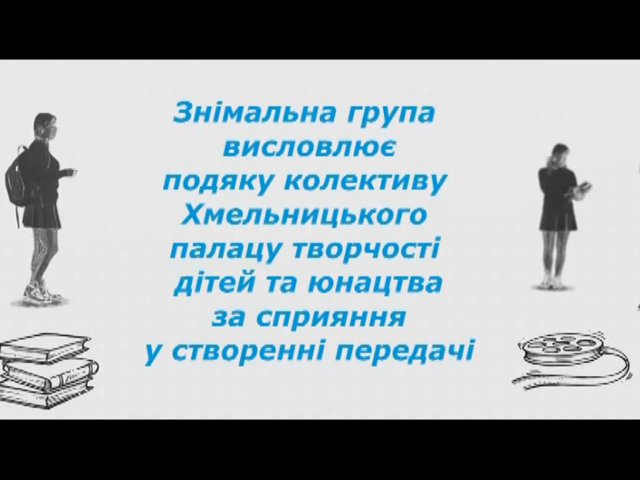 Знімальна група
висловлює
подяку колективу
Хмельницького
палацу творчості
дітей та юнацтва
за сприяння
у створенні передачі